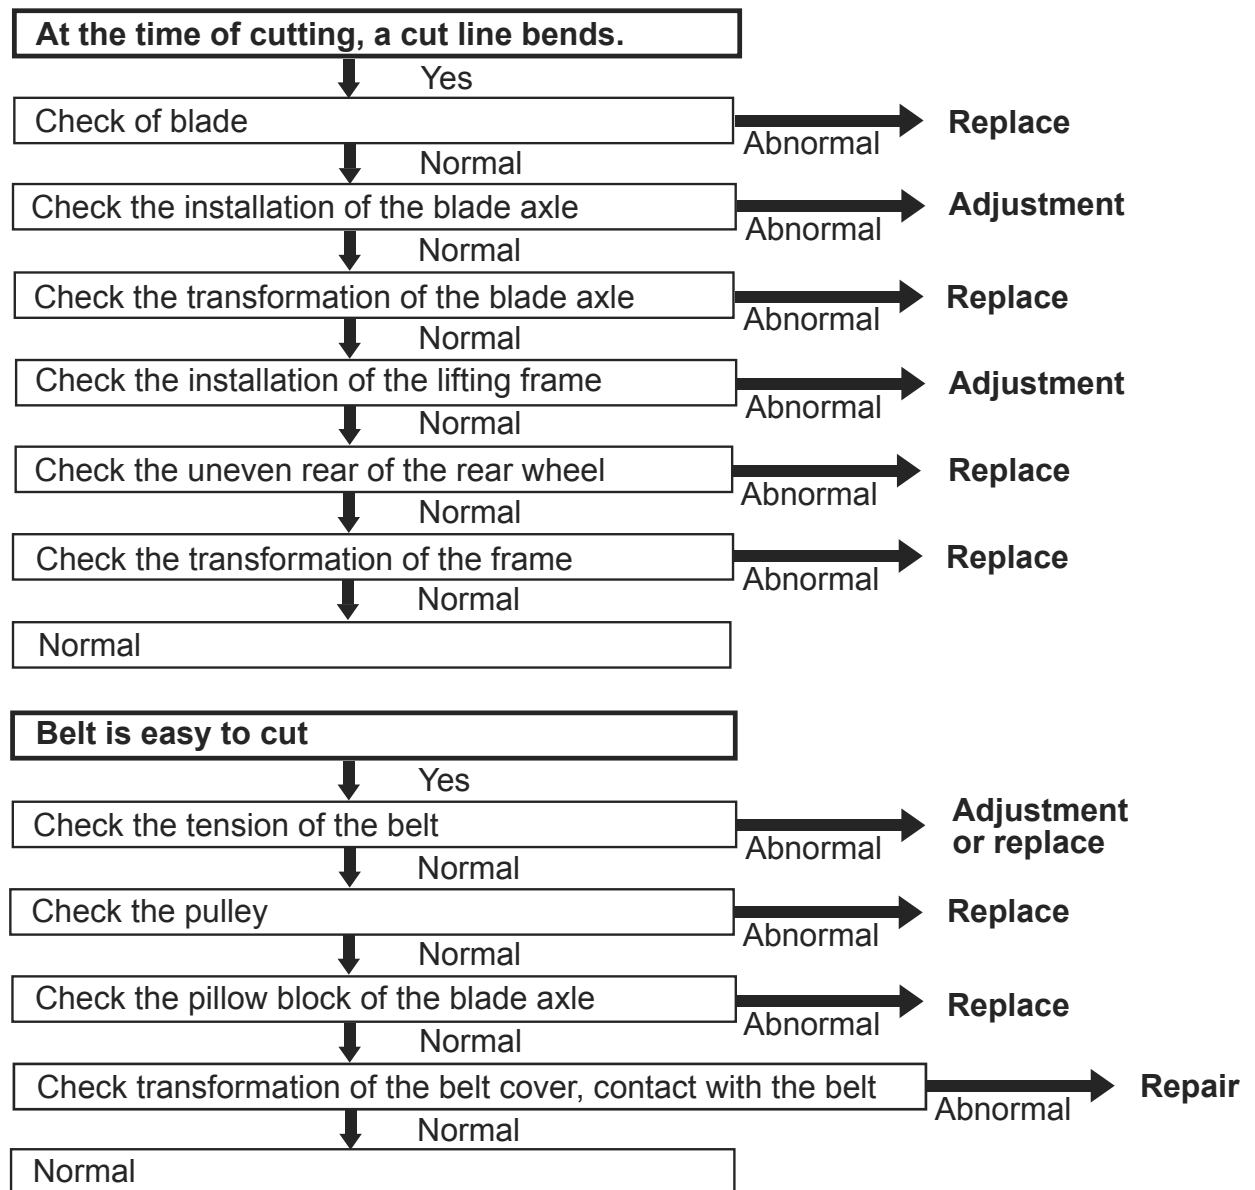 At the time of cutting, a cut line bends.
Yes
Check of blade
Abnormal
Replace
Normal
Check the installation of the blade axle
Abnormal
Adjustment
Normal
Check the transformation of the blade axle
Abnormal
Replace
Normal
Check the installation of the lifting frame
Abnormal
Adjustment
Normal
Check the uneven rear of the rear wheel
Abnormal
Replace
Normal
Check the transformation of the frame
Abnormal
Replace
Normal
Normal
Belt is easy to cut
Yes
Check the tension of the belt
Abnormal
Adjustment
or replace
Normal
Check the pulley
Abnormal
Replace
Normal
Check the pillow block of the blade axle
Abnormal
Replace
Normal
Check transformation of the belt cover, contact with the belt
Abnormal
Repair
Normal
Normal